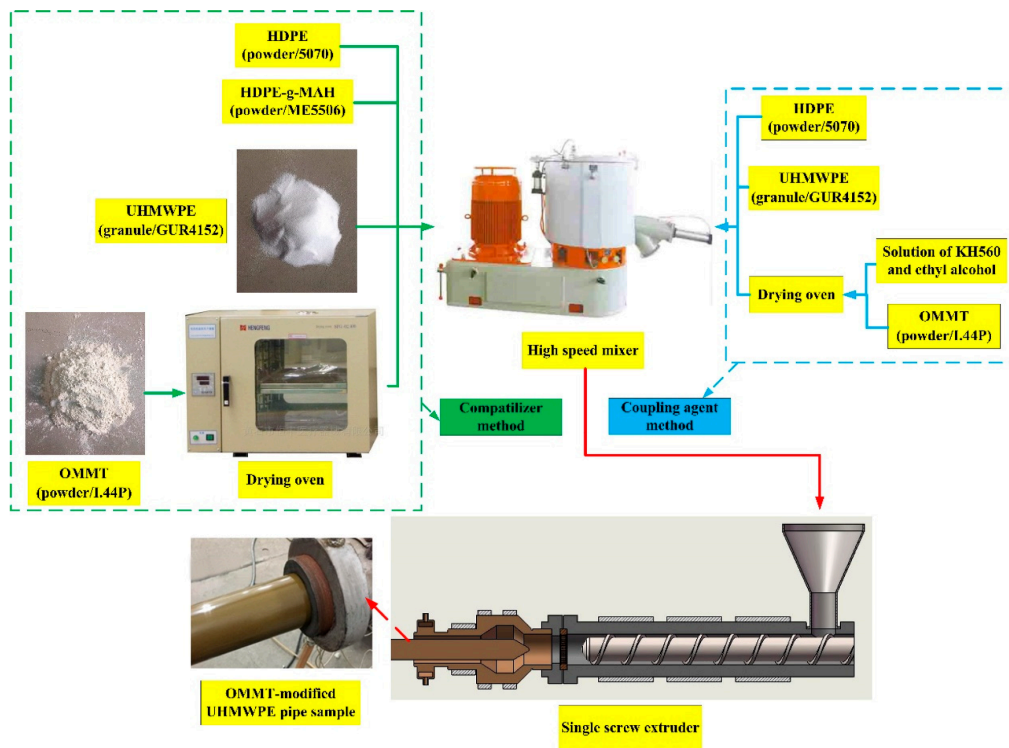 HDPE
(powder/5070)
HDPE-g-MAH
(powder/ME5506)
UHMWPE
(granule/GUR4152)
OMMT
(powder/I.44P)
HENGFENG
Drying oven
Compatilizer
method
High speed mixer
HDPE
(powder/5070)
UHMWPE
(granule/GUR4152)
Drying oven
Solution of KH560
and ethyl alcohol
OMMT
(powder/I.44P)
Coupling agent
method
OMMT-modified
UHMWPE pipe sample
Single screw extruder